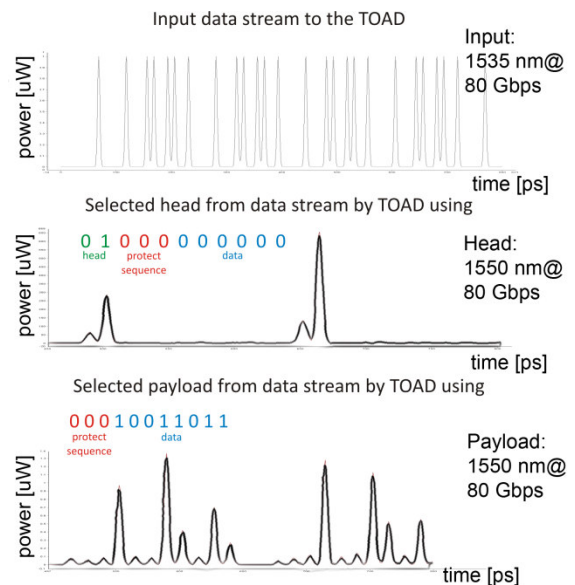 Input data stream to the TOAD
Input:
1535 nm@
80 Gbps
power [uW]
time [ps]
Selected head from data stream by TOAD using
0 1 0 0 0 0 0 0 0 0 0
head protect data
sequence
Head:
1550 nm@
80 Gbps
power [uW]
time [ps]
Selected payload from data stream by TOAD using
0 0 0 1 0 0 1 1 0 1 1
protect data
sequence
Payload:
1550 nm@
80 Gbps
power [uW]
time [ps]